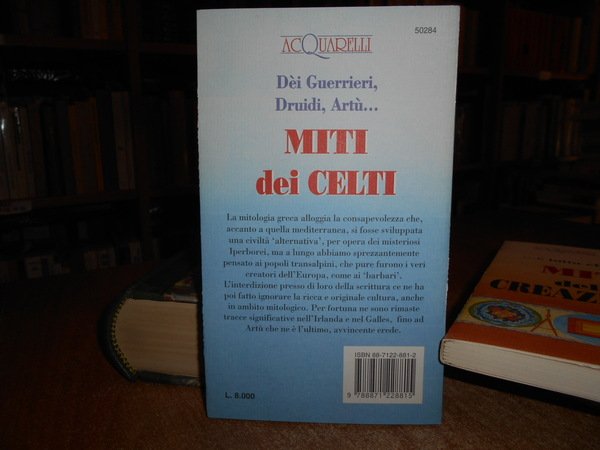 ACQUARELLI
50284
Dèi Guerrieri,
Druidi, Artù...
MITI
dei CELTI
La mitologia greca alloggia la consapevolezza che,
accanto a quella mediterranea, si fosse sviluppata
una civiltà 'alternativa', per opera dei misteriosi
Iperborei, ma a lungo abbiamo sprezzantemente
pensato ai popoli transalpini, che pure furono i veri
creatori dell'Europa, come ai 'barbari'.
L'interdizione presso di loro della scrittura ce ne ha
poi fatto ignorare la ricca e originale cultura, anche
in ambito mitologico. Per fortuna ne sono rimaste
tracce significative nell'Irlanda e nel Galles, fino ad
Artù che ne è l'ultimo, avvincente erede.
ISBN 88-7122-881-2
9 788871 228815
L. 8.000
MIT
CREAZ